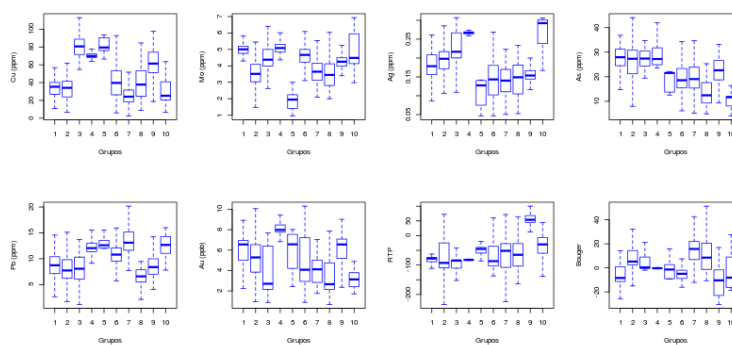 Cu (ppm)
0 20 40 60 80 100
1 2 3 4 5 6 7 8 9 10
Grupos
Mo (ppm)
1 2 3 4 5 6 7
1 2 3 4 5 6 7 8 9 10
Grupos
Ag (ppm)
0.05 0.15 0.25
1 2 3 4 5 6 7 8 9 10
Grupos
As (ppm)
10 20 30 40
1 2 3 4 5 6 7 8 9 10
Grupos
Pb (ppm)
5 10 15 20
1 2 3 4 5 6 7 8 9 10
Grupos
Au (ppb)
2 4 6 8
1 2 3 4 5 6 7 8 9 10
Grupos
RTP
-200 -100 0 50
1 2 3 4 5 6 7 8 9 10
Grupos
Bouger
-20 0 20 40
1 2 3 4 5 6 7 8 9 10
Grupos